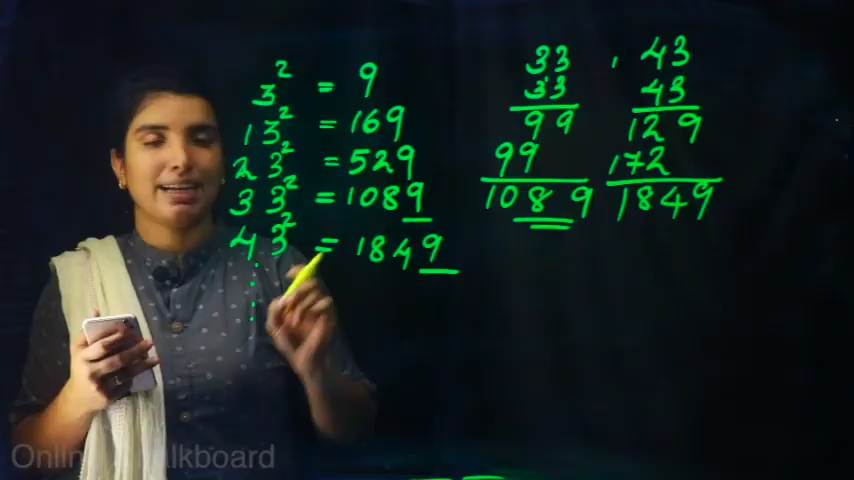 3² = 9
13² = 169
23² = 529
33² = 1089
43² = 1849
33
33
99
99
1089
43
43
129
172
1849